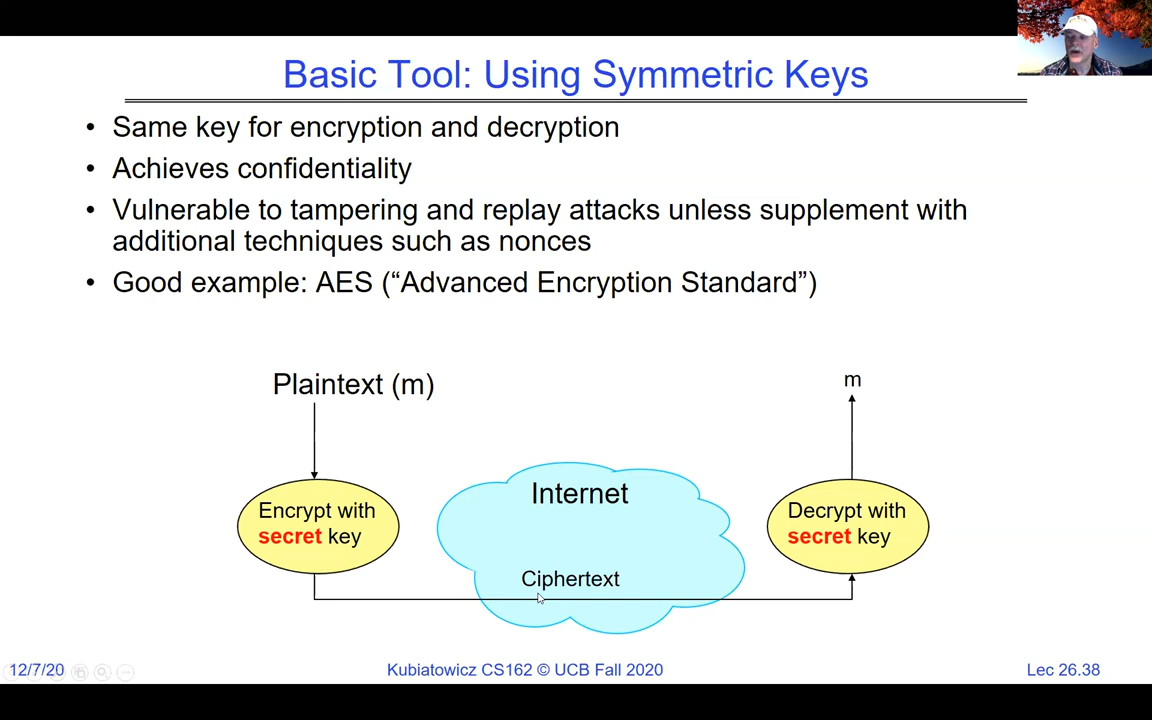 Basic Tool: Using Symmetric Keys
• Same key for encryption and decryption
• Achieves confidentiality
• Vulnerable to tampering and replay attacks unless supplement with
additional techniques such as nonces
• Good example: AES (“Advanced Encryption Standard”)
Plaintext (m)
m
Internet
Encrypt with
secret key
Decrypt with
secret key
Ciphertext
12/7/20
Kubiatowicz CS162 © UCB Fall 2020
Lec 26.38